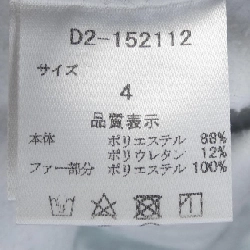 D2-152112
サイズ
4
品質表示
本体 ポリエステル 88%
ポリウレタン 12%
ファー部分 ポリエステル 100%